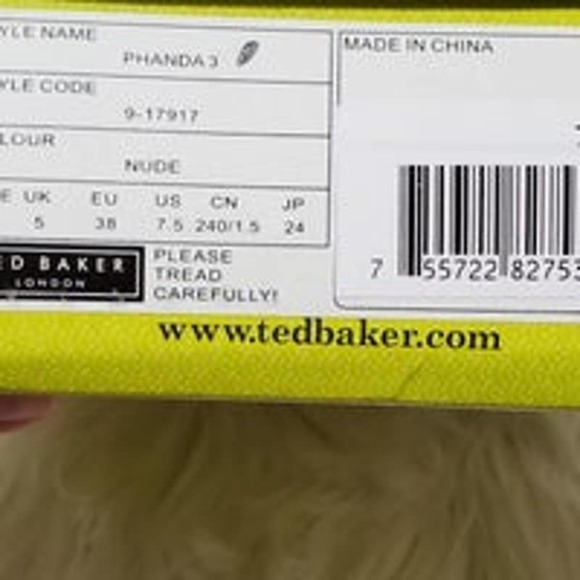 YLE NAME
PHANDA 3
YLE CODE
9-17917
LOUR
NUDE
E UK EU US CN JP
5 38 7.5 240/1.5 24
ED BAKER
LONDON
PLEASE
TREAD
CAREFULLY!
MADE IN CHINA
7 55722 82753
www.tedbaker.com